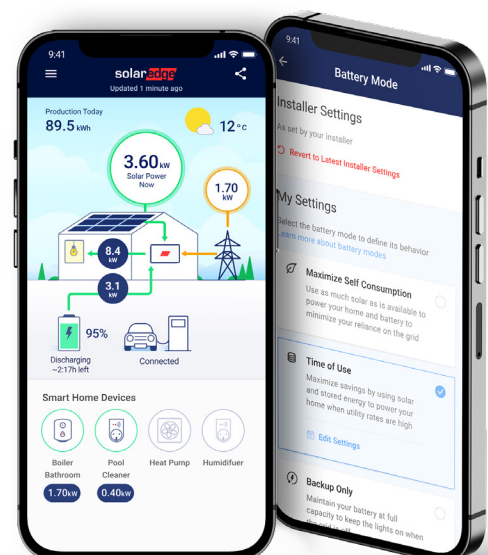 9:41
solaredge
Updated 1 minute ago
Production Today
89.5 kWh
12°c
3.60 kW
Solar Power
Now
1.70
kW
8.4
kW
3.1
kW
95%
Discharging
~2:17h left
Connected
Smart Home Devices
Boiler
Bathroom
Pool
Cleaner
Heat Pump
Humidifuer
1.70kW
0.40kW
9:41
Battery Mode
Installer Settings
As set by your installer
Revert to Latest Installer Settings
My Settings
Select the battery mode to define its behavior
Learn more about battery modes
Maximize Self Consumption
Use as much solar as is available to
power your home and battery to
minimize your reliance on the grid
Time of Use
Maximize savings by using solar
and stored energy to power your
home when utility rates are high
Edit Settings
Backup Only
Maintain your battery at full
capacity to keep the lights on when
the grid is off